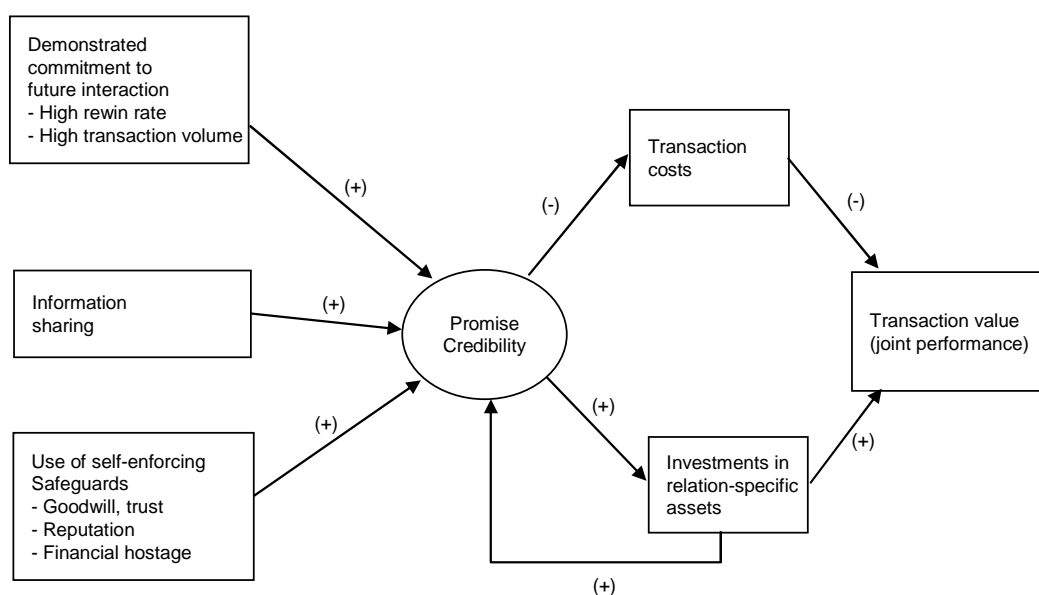 Demonstrated
commitment to
future interaction
- High rewin rate
- High transaction volume
(+)
Information
sharing
(+)
Use of self-enforcing
Safeguards
- Goodwill, trust
- Reputation
- Financial hostage
(+)
Promise
Credibility
(-)
Transaction
costs
(-)
(+)
Investments in
relation-specific
assets
(+)
(+)
Transaction value
(joint performance)